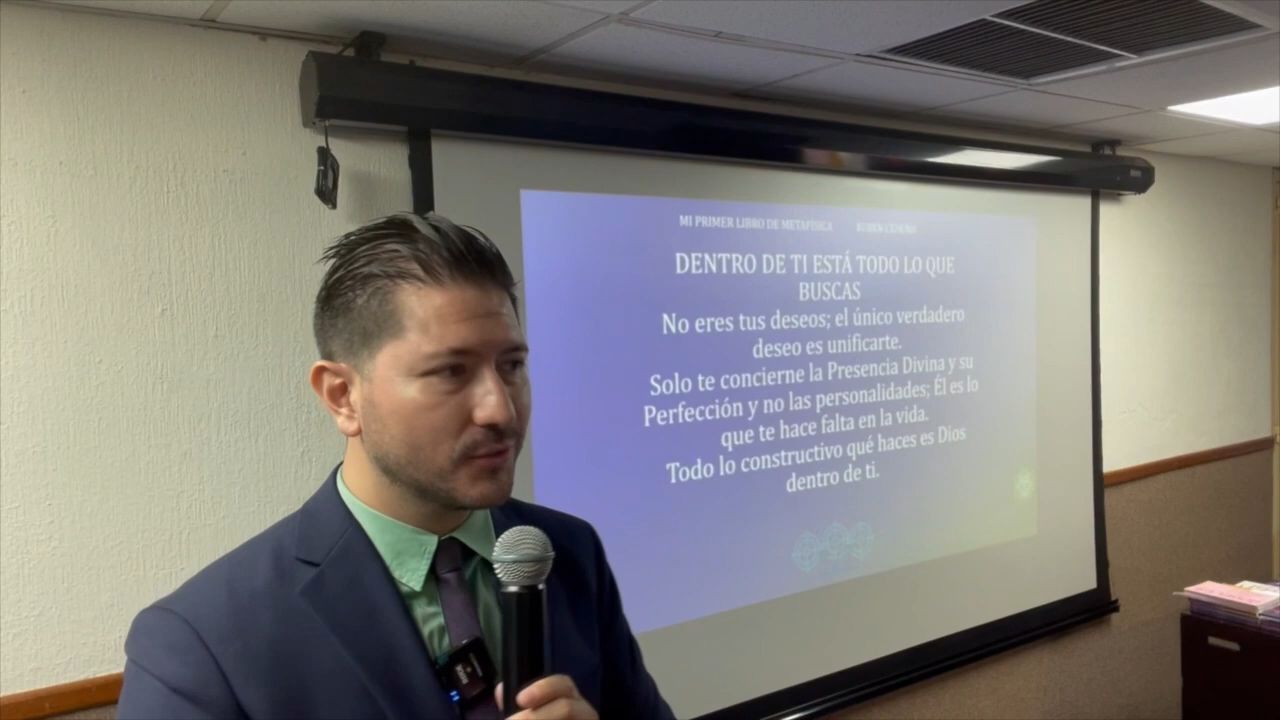 MI PRIMER LIBRO DE METAFISICA RUBEN CEDEÑO
DENTRO DE TI ESTÁ TODO LO QUE
BUSCAS
No eres tus deseos; el único verdadero
deseo es unificarte.
Solo te concierne la Presencia Divina y su
Perfección y no las personalidades; Él es lo
que te hace falta en la vida.
Todo lo constructivo qué haces es Dios
dentro de ti.